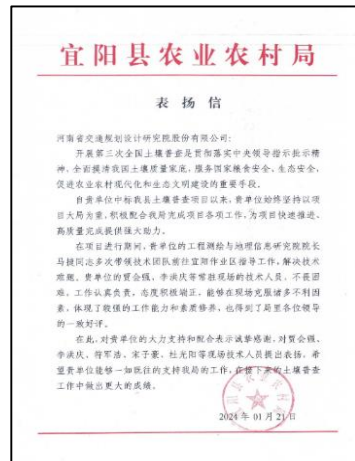 宜阳县农业农村局
表扬信
河南省交通规划设计研究院股份有限公司:
开展第三次全国土壤普查是贯彻落实中央领导指示批示精
神,全面摸清我国土壤质量家底,服务国家粮食安全、生态安全,
促进农业农村现代化和生态文明建设的重要手段。
自贵单位中标我县土壤普查项目以来,贵单位始终坚持以项
目大局为重,积极配合我局完成项目各项工作,为项目快速推进、
高质量完成提供强大助力。
在项目进行期间,贵单位的工程测绘与地理信息研究院院长
马捷同志多次带领技术团队前往宜阳作业区指导工作,解决技术
难题。贵单位的贾会强、李洪庆等常驻现场的技术人员,不畏困
难,工作认真负责,态度积极端正,能够在现场克服诸多不利因
素,体现了较强的工作能力和素质修养,也得到了局里各位领导
的一致好评。
在此,对贵单位的大力支持和配合表示诚挚感谢,对贾会强、
李洪庆、符军浩、宋子豪、杜光阳等现场技术人员提出表扬,希
望贵单位能够一如既往的支持我局的工作,在接下来的土壤普查
工作中做出更大的成绩。
2024年01月21日